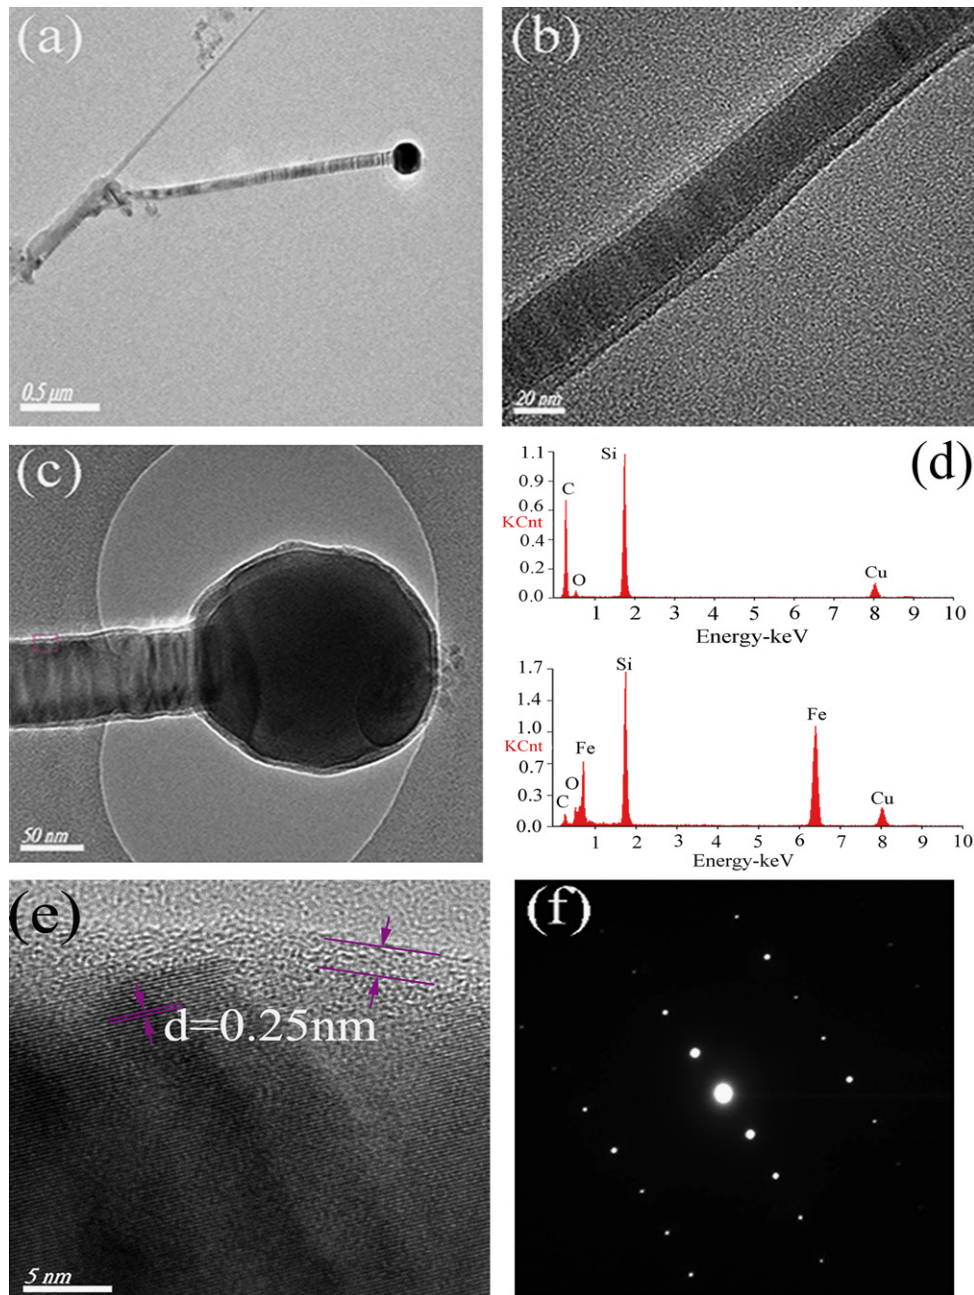 (a)
0.5 µm
(b)
20 nm
(c)
50 nm
(d)
1.1
0.9
0.6
KCnt
0.4
0.2
0.0
C
O
Si
Cu
1 2 3 4 5 6 7 8 9 10
Energy-keV
1.7
1.4
1.0
KCnt
0.7
0.3
0.0
C
O
Fe
Si
Fe
Cu
1 2 3 4 5 6 7 8 9 10
Energy-keV
(e)
d=0.25nm
5 nm
(f)